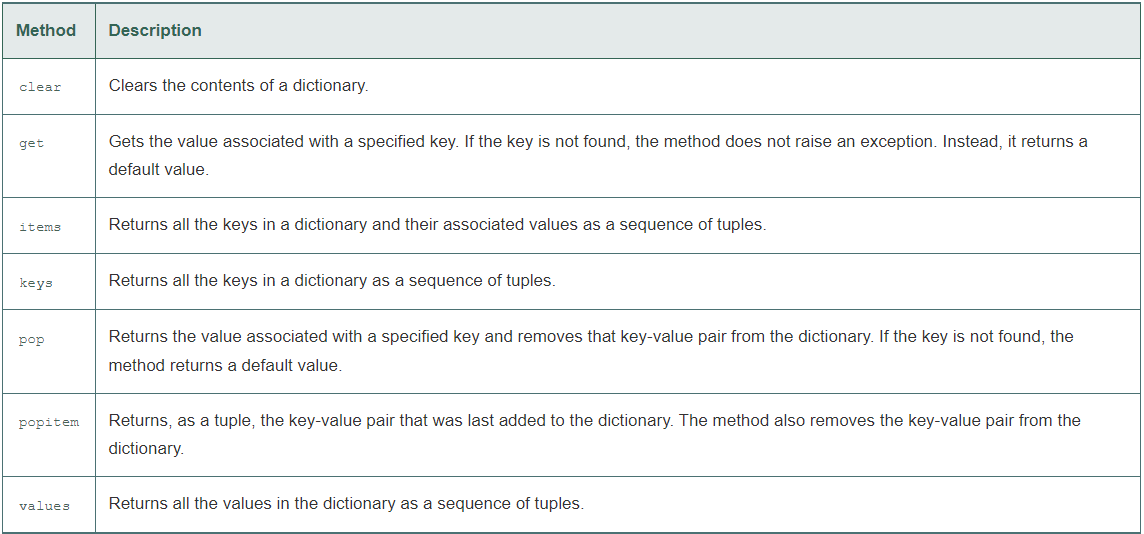 Method Description
clear Clears the contents of a dictionary.
get Gets the value associated with a specified key. If the key is not found, the method does not raise an exception. Instead, it returns a
default value.
items Returns all the keys in a dictionary and their associated values as a sequence of tuples.
keys Returns all the keys in a dictionary as a sequence of tuples.
pop Returns the value associated with a specified key and removes that key-value pair from the dictionary. If the key is not found, the
method returns a default value.
popitem Returns, as a tuple, the key-value pair that was last added to the dictionary. The method also removes the key-value pair from the
dictionary.
values Returns all the values in the dictionary as a sequence of tuples.